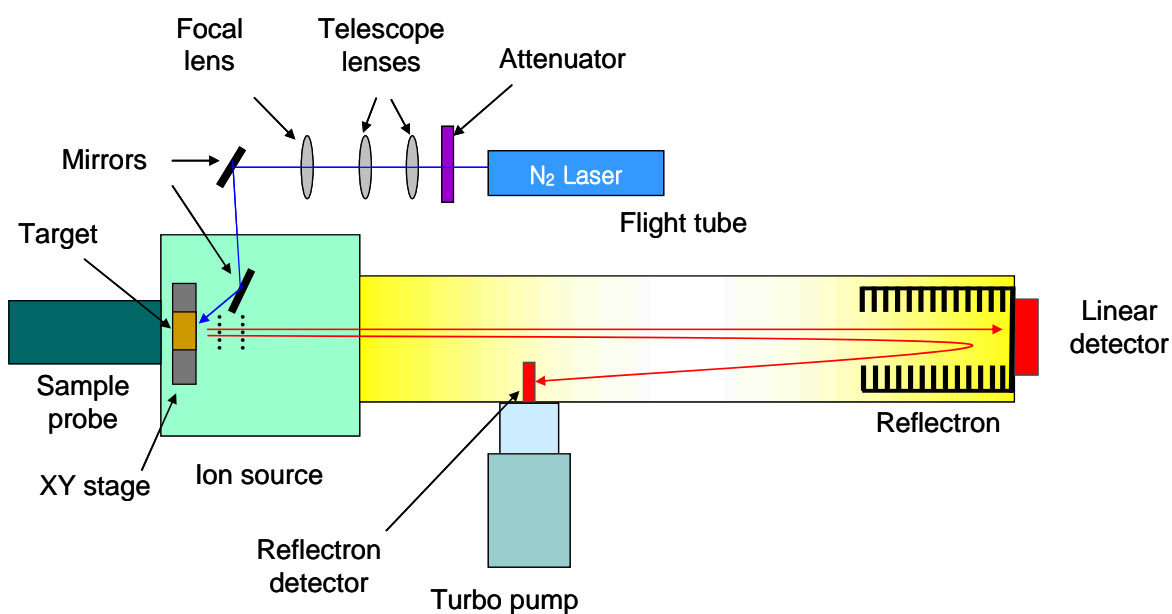 Focal
lens
Telescope
lenses
Attenuator
Mirrors
N₂ Laser
Flight tube
Target
Linear
detector
Sample
probe
Reflectron
XY stage
Ion source
Reflectron
detector
Turbo pump